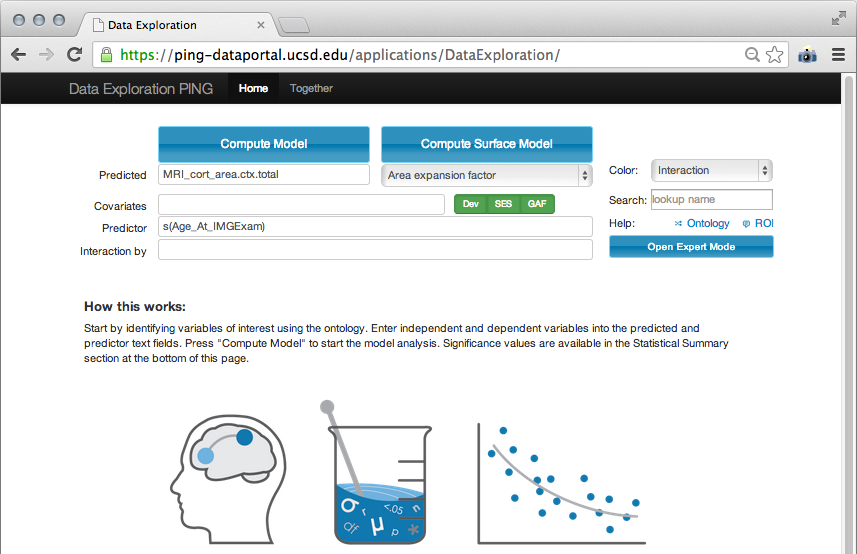 Data Exploration
https://ping-dataportal.ucsd.edu/applications/DataExploration/
Data Exploration PING Home Together
Compute Model Compute Surface Model
Predicted MRI_cort_area.ctx.total Area expansion factor Color: Interaction
Covariates Dev SES GAF Search: lookup name
Predictor s(Age_At_IMGExam) Help: Ontology ROI
Interaction by Open Expert Mode
How this works:
Start by identifying variables of interest using the ontology. Enter independent and dependent variables into the predicted and
predictor text fields. Press "Compute Model" to start the model analysis. Significance values are available in the Statistical Summary
section at the bottom of this page.
σ r <.05 n
df μ p *